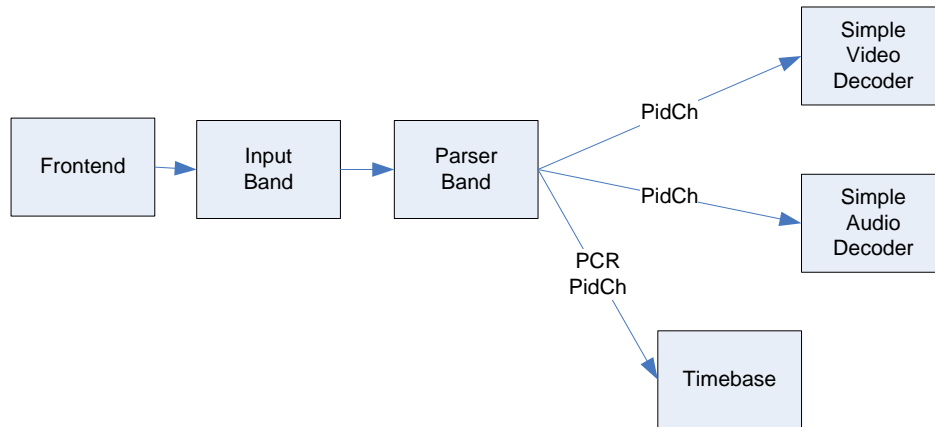 Frontend
Input
Band
Parser
Band
PidCh
Simple
Video
Decoder
PidCh
Simple
Audio
Decoder
PCR
PidCh
Timebase